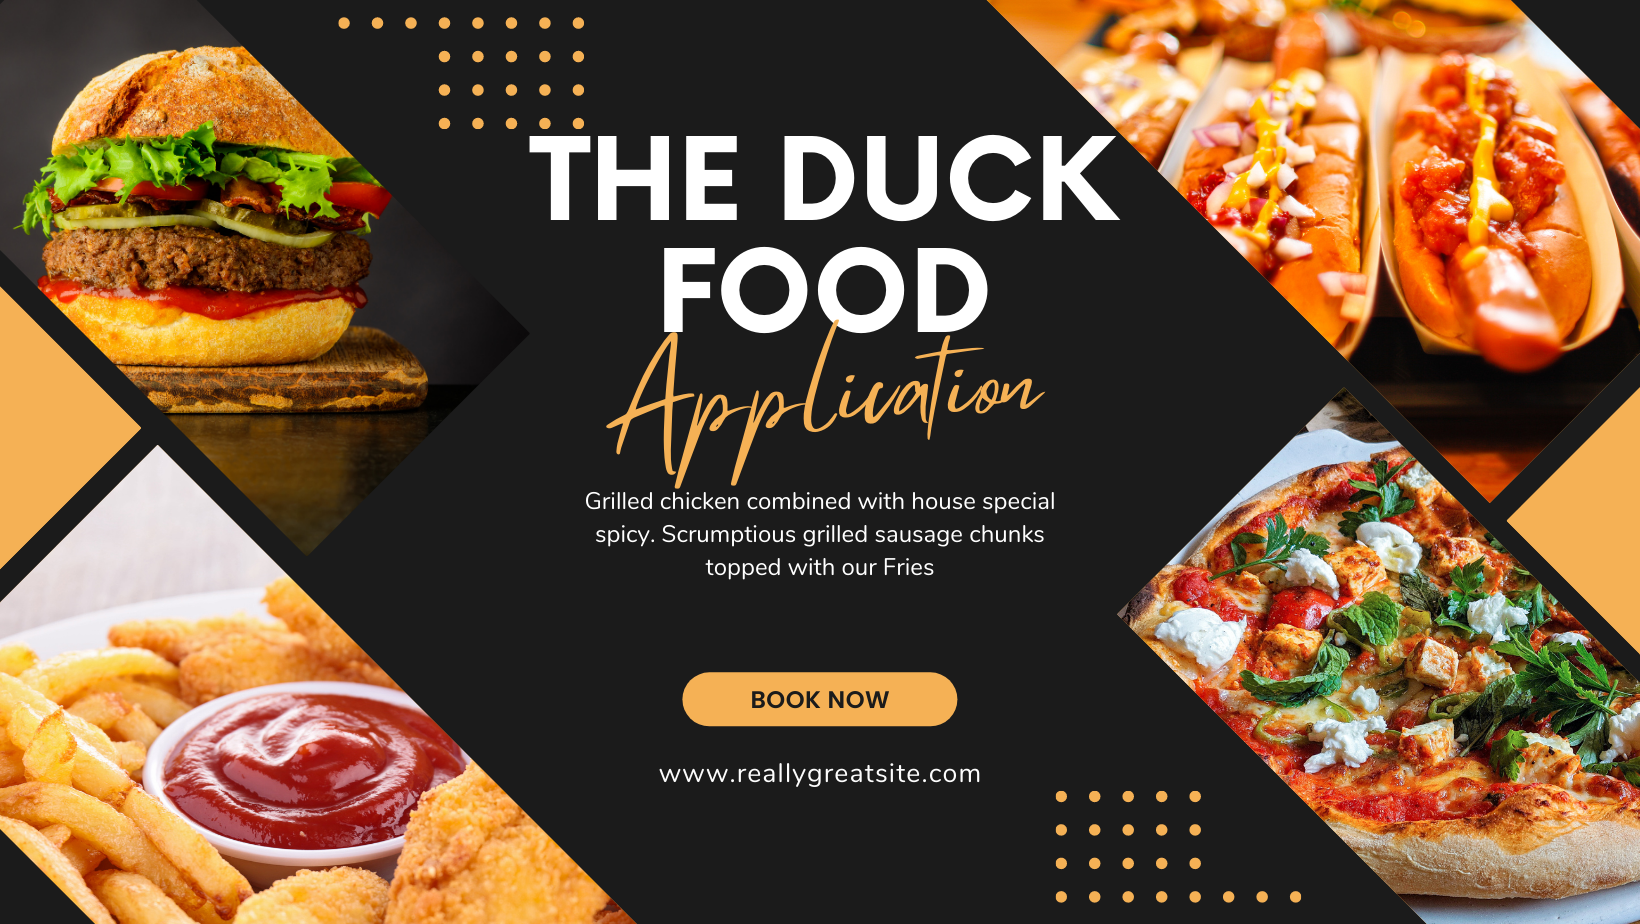 THE DUCK
FOOD
Application
Grilled chicken combined with house special
spicy. Scrumptious grilled sausage chunks
topped with our Fries
BOOK NOW
www.reallygreatsite.com